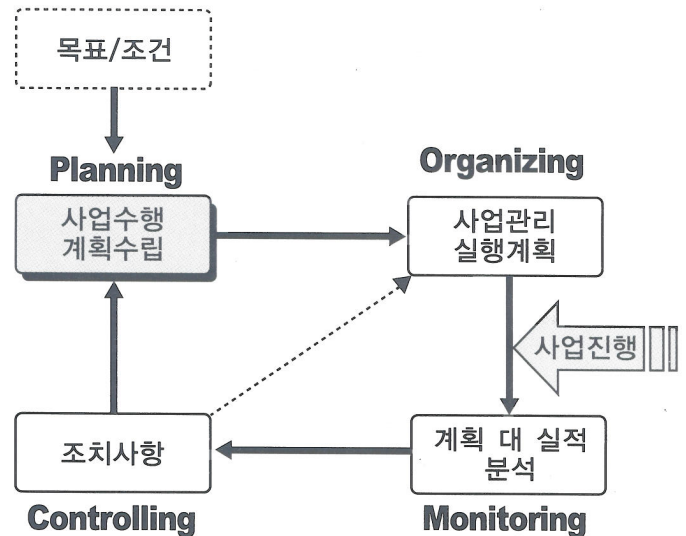 목표/조건
Planning
사업수행
계획수립
Organizing
사업관리
실행계획
사업진행
조치사항
Controlling
계획 대 실적
분석
Monitoring